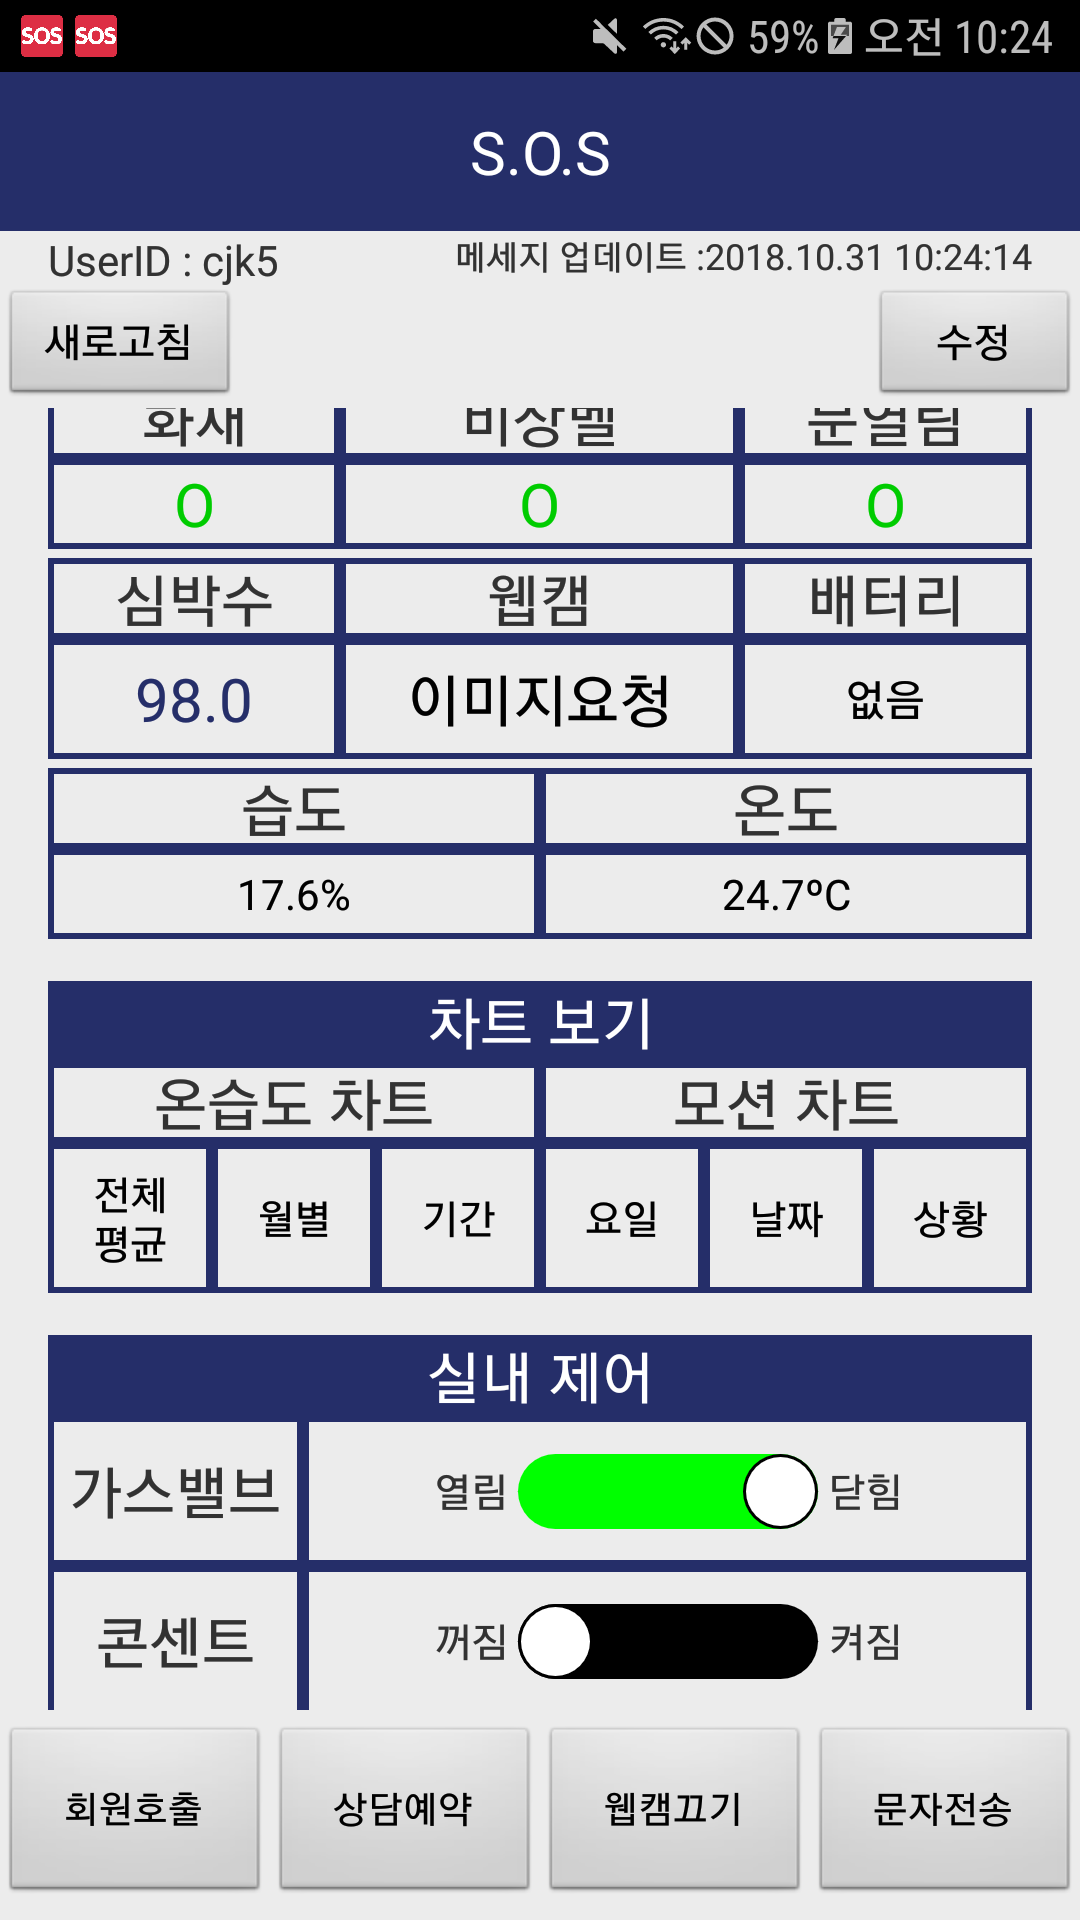 SOS SOS 59% 오전 10:24
S.O.S
UserID : cjk5 메세지 업데이트 :2018.10.31 10:24:14
새로고침 수정
화재 비상벨 문열림
O O O
심박수 웹캠 배터리
98.0 이미지요청 없음
습도 온도
17.6% 24.7ºC
차트 보기
온습도 차트 모션 차트
전체 평균 월별 기간 요일 날짜 상황
실내 제어
가스밸브 열림 닫힘
콘센트 꺼짐 켜짐
회원호출 상담예약 웹캠끄기 문자전송